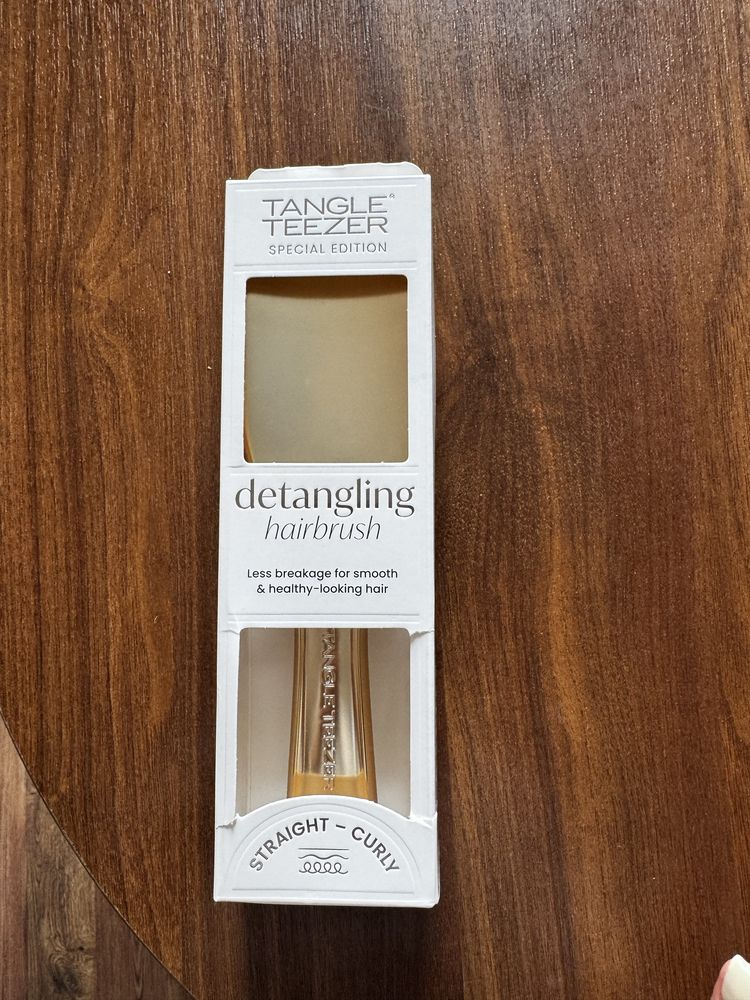 TANGLE®
TEEZER
SPECIAL EDITION
detangling
hairbrush
Less breakage for smooth
& healthy-looking hair
TANGLE TEEZER
STRAIGHT – CURLY